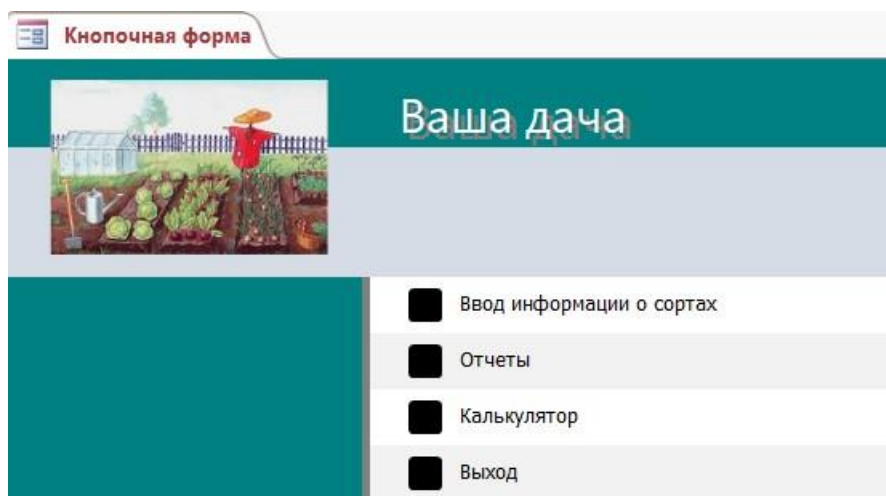 Кнопочная форма
Ваша дача
Ввод информации о сортах
Отчеты
Калькулятор
Выход